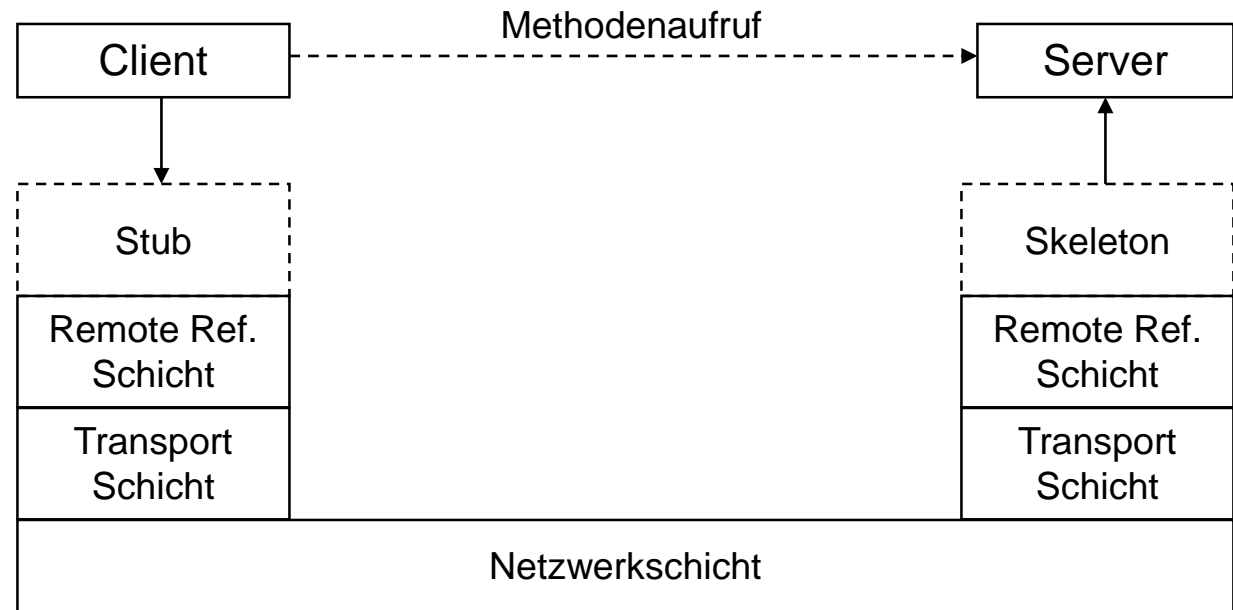 Methodenaufruf
Client
Server
Stub
Skeleton
Remote Ref.
Schicht
Remote Ref.
Schicht
Transport
Schicht
Transport
Schicht
Netzwerkschicht